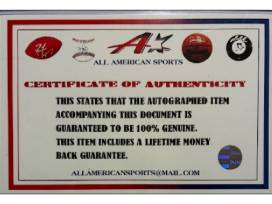 ALL AMERICAN SPORTS
CERTIFICATE OF AUTHENTICITY
THIS STATES THAT THE AUTOGRAPHED ITEM
ACCOMPANYING THIS DOCUMENT IS
GUARANTEED TO BE 100% GENUINE.
THIS ITEM INCLUDES A LIFETIME MONEY
BACK GUARANTEE.
ALLAMERICANSPORTS@MAIL.COM